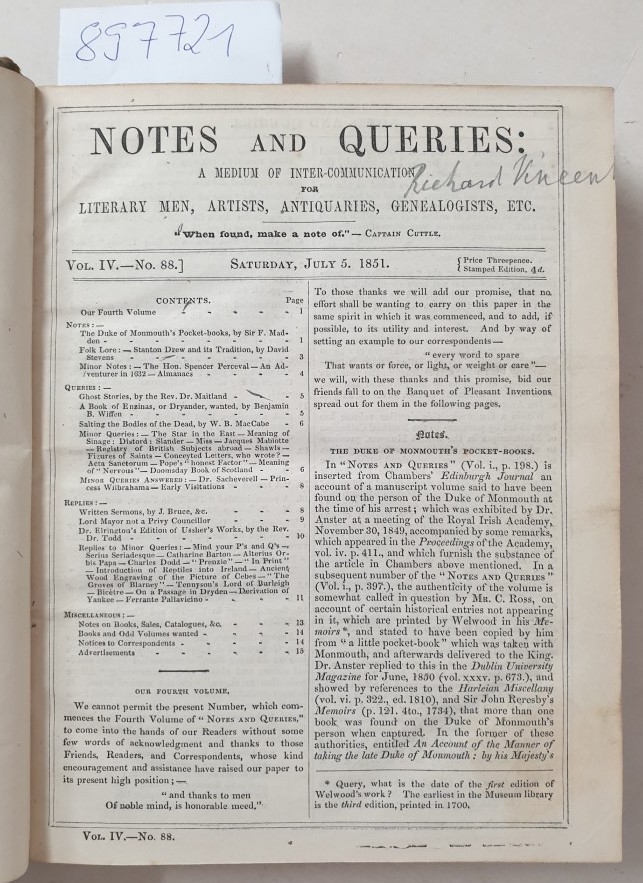 897721
NOTES AND QUERIES:
A MEDIUM OF INTER-COMMUNICATION
FOR
LITERARY MEN, ARTISTS, ANTIQUARIES, GENEALOGISTS, ETC.
Richard Vincent
"When found, make a note of."—CAPTAIN CUTTLE.
VOL. IV.—No. 88.]
SATURDAY, JULY 5. 1851.
{ Price Threepence.
{ Stamped Edition, 4d.
CONTENTS.
Page
Our Fourth Volume - - - - - 1
NOTES:—
The Duke of Monmouth's Pocket-books, by Sir F. Mad-
den - - - - - - - 1
Folk Lore:—Stanton Drew and its Tradition, by David
Stevens - - - - - - 3
Minor Notes:—The Hon. Spencer Perceval—An Ad-
venturer in 1632—Almanacs - - - - 4
QUERIES:—
Ghost Stories, by the Rev. Dr. Maitland - - - 5
A Book of Enzinas, or Dryander, wanted, by Benjamin
B. Wiffen - - - - - - 5
Salting the Bodies of the Dead, by W. B. MacCabe - 6
Minor Queries:—The Star in the East—Meaning of
Sinage: Distord: Slander—Miss—Jacques Mabiotte
—Registry of British Subjects abroad—Shawls—
Figures of Saints—Conceyted Letters, who wrote?—
Acta Sanctorum—Pope's "honest Factor"—Meaning
of "Nervous"—Doomsday Book of Scotland - - 6
MINOR QUERIES ANSWERED:—Dr. Sacheverell—Prin-
cess Wilbrahama—Early Visitations - - - 8
REPLIES:—
Written Sermons, by J. Bruce, &c. - - - 8
Lord Mayor not a Privy Councillor - - - 9
Dr. Elrington's Edition of Ussher's Works, by the Rev.
Dr. Todd - - - - - - 10
Replies to Minor Queries:—Mind your P's and Q's—
Serius Seriadesque—Catharine Barton—Alterius Or-
bis Papa—Charles Dodd—"Prenzie"—"In Print"
—Introduction of Reptiles into Ireland—Ancient
Wood Engraving of the Picture of Cebes—"The
Groves of Blarney"—Tennyson's Lord of Burleigh
—Bicêtre—On a Passage in Dryden—Derivation of
Yankee—Ferrante Pallavicino - - - - 11
MISCELLANEOUS:—
Notes on Books, Sales, Catalogues, &c. - - - 13
Books and Odd Volumes wanted - - - - 14
Notices to Correspondents - - - - - 14
Advertisements - - - - - - 15
OUR FOURTH VOLUME.
We cannot permit the present Number, which com-
mences the Fourth Volume of "NOTES AND QUERIES,"
to come into the hands of our Readers without some
few words of acknowledgment and thanks to those
Friends, Readers, and Correspondents, whose kind
encouragement and assistance have raised our paper to
its present high position;—
"and thanks to men
Of noble mind, is honorable meed."
VOL. IV.—No. 88.
To those thanks we will add our promise, that no
effort shall be wanting to carry on this paper in the
same spirit in which it was commenced, and to add, if
possible, to its utility and interest. And by way of
setting an example to our correspondents—
"every word to spare
That wants or force, or light, or weight or care"—
we will, with these thanks and this promise, bid our
friends fall to on the Banquet of Pleasant Inventions
spread out for them in the following pages.
Notes.
THE DUKE OF MONMOUTH'S POCKET-BOOKS.
In "NOTES AND QUERIES" (Vol. i., p. 198.) is
inserted from Chambers' Edinburgh Journal an
account of a manuscript volume said to have been
found on the person of the Duke of Monmouth at
the time of his arrest; which was exhibited by Dr.
Anster at a meeting of the Royal Irish Academy,
November 30, 1849, accompanied by some remarks,
which appeared in the Proceedings of the Academy,
vol. iv. p. 411., and which furnish the substance of
the article in Chambers above mentioned. In a
subsequent number of the "NOTES AND QUERIES"
(Vol. i., p. 397.), the authenticity of the volume is
somewhat called in question by MR. C. ROSS, on
account of certain historical entries not appearing
in it, which are printed by Welwood in his Me-
moirs*, and stated to have been copied by him
from "a little pocket-book" which was taken with
Monmouth, and afterwards delivered to the King.
Dr. Anster replied to this in the Dublin University
Magazine for June, 1850 (vol. xxxv. p. 673.), and
showed by references to the Harleian Miscellany
(vol. vi. p. 322., ed. 1810), and Sir John Reresby's
Memoirs (p. 121. 4to., 1734), that more than one
book was found on the Duke of Monmouth's
person when captured. In the former of these
authorities, entitled An Account of the Manner of
taking the late Duke of Monmouth: by his Majesty's
* Query, what is the date of the first edition of
Welwood's work? The earliest in the Museum library
is the third edition, printed in 1700.